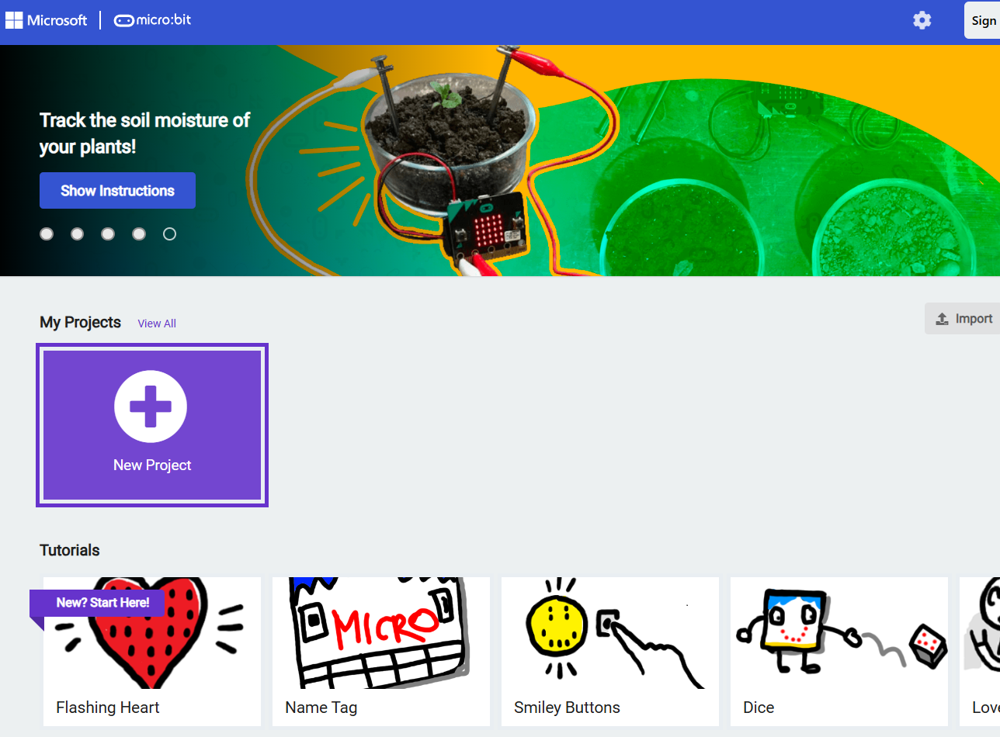 Microsoft | micro:bit
Sign
Track the soil moisture of
your plants!
Show Instructions
My Projects View All
Import
New Project
Tutorials
New? Start Here!
MICRO
Flashing Heart
Name Tag
Smiley Buttons
Dice
Love